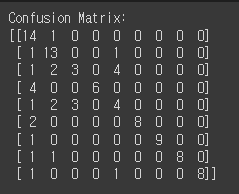 Confusion Matrix:
[[14 1 0 0 0 0 0 0 0]
[ 1 13 0 0 1 0 0 0 0]
[ 1 2 3 0 4 0 0 0 0]
[ 4 0 0 6 0 0 0 0 0]
[ 1 2 3 0 4 0 0 0 0]
[ 2 0 0 0 0 8 0 0 0]
[ 1 0 0 0 0 0 9 0 0]
[ 1 1 0 0 0 0 0 8 0]
[ 1 0 0 0 1 0 0 0 8]]